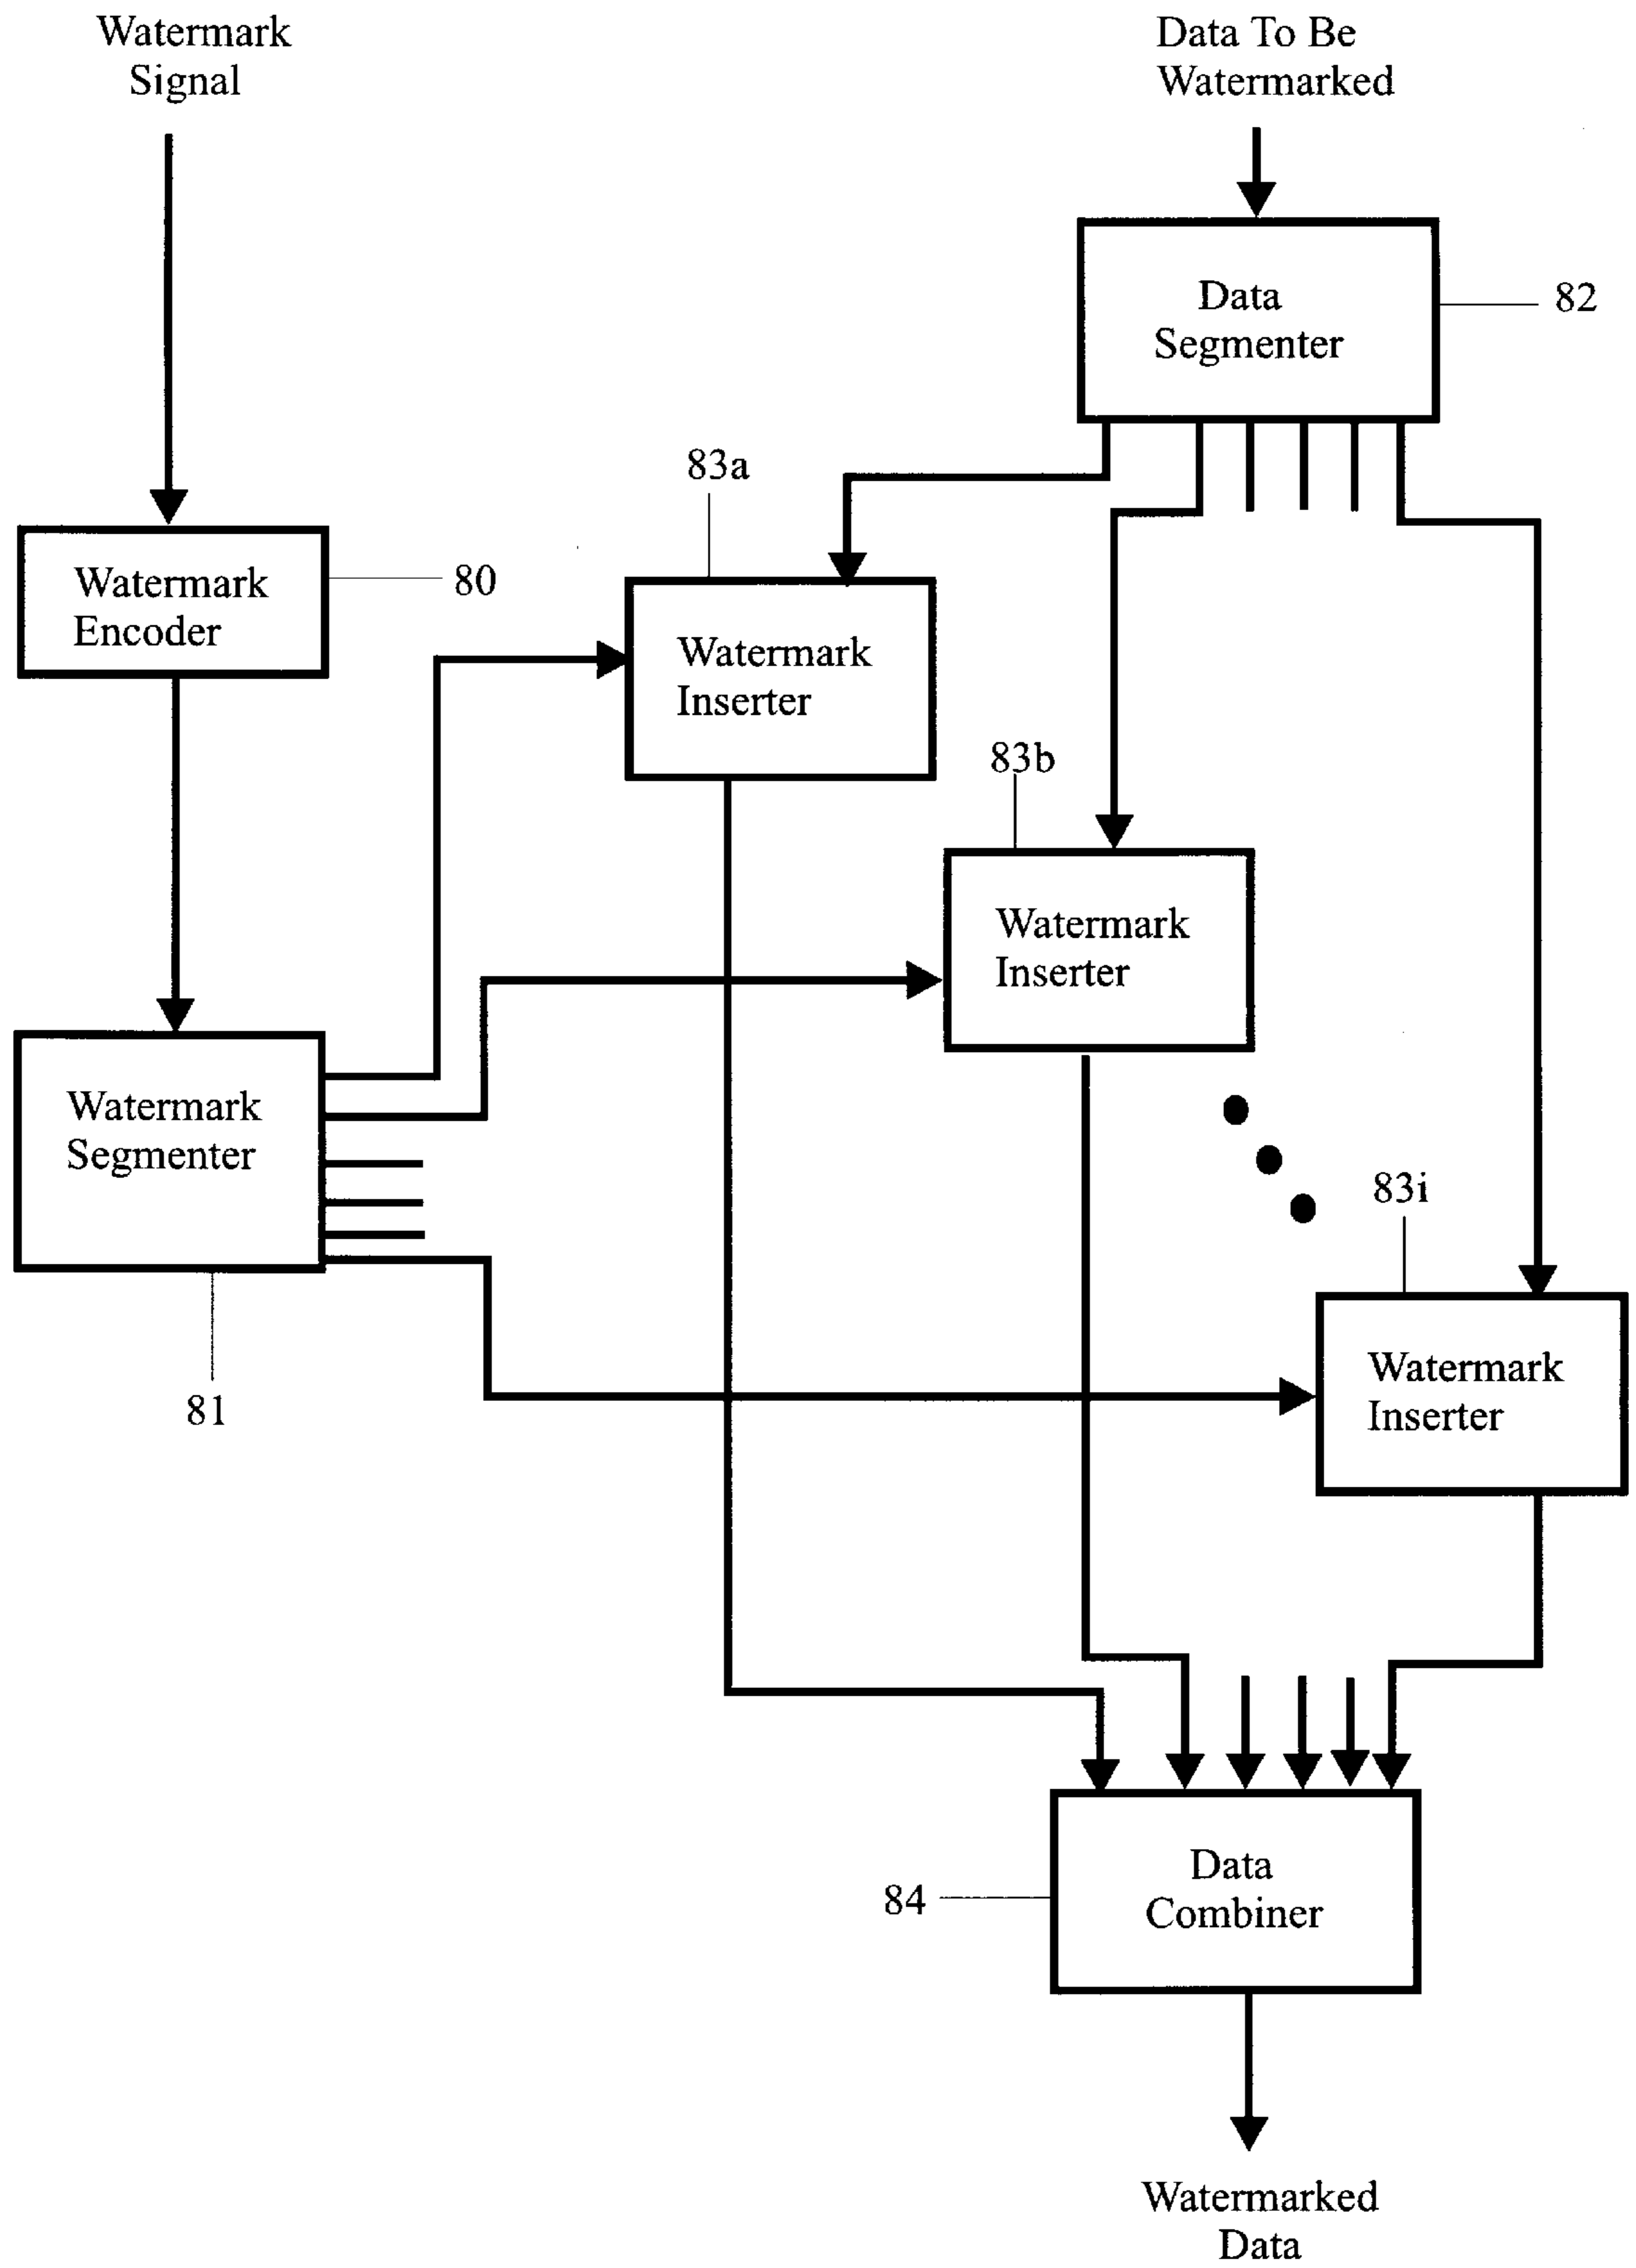 Watermark
Signal
Data To Be
Watermarked
Data
Segmenter
82
83a
Watermark
Encoder
80
Watermark
Inserter
83b
Watermark
Inserter
Watermark
Segmenter
83i
81
Watermark
Inserter
Data
Combiner
84
Watermarked
Data